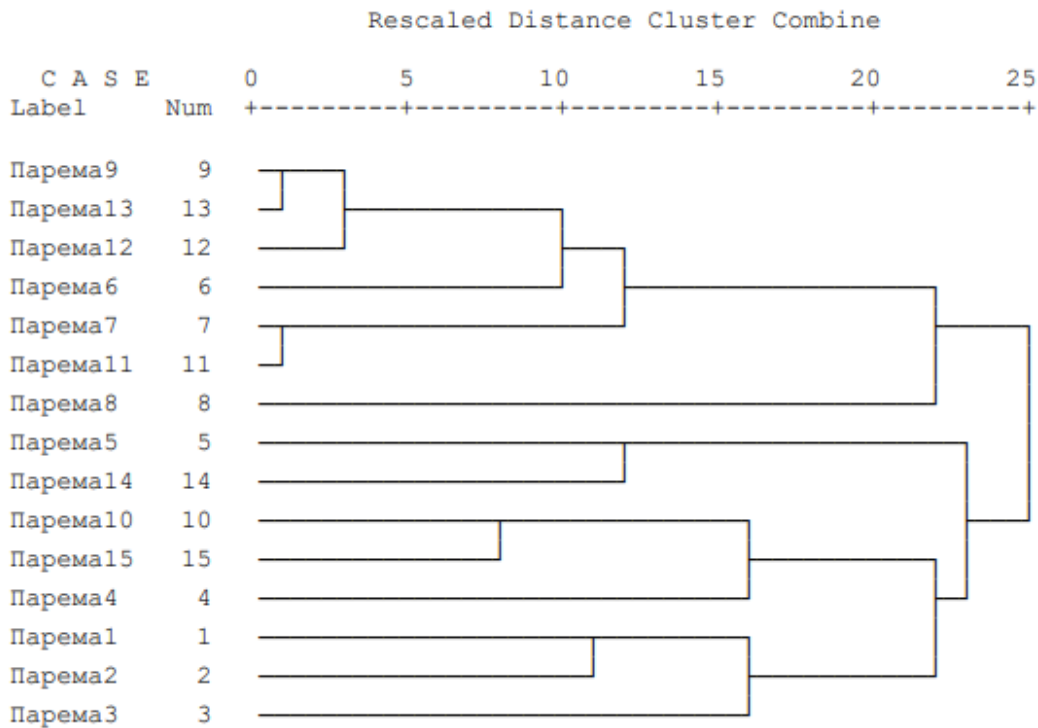 Rescaled Distance Cluster Combine
C A S E 0 5 10 15 20 25
Label Num +---------+---------+---------+---------+---------+
Парема9 9
Парема13 13
Парема12 12
Парема6 6
Парема7 7
Парема11 11
Парема8 8
Парема5 5
Парема14 14
Парема10 10
Парема15 15
Парема4 4
Парема1 1
Парема2 2
Парема3 3